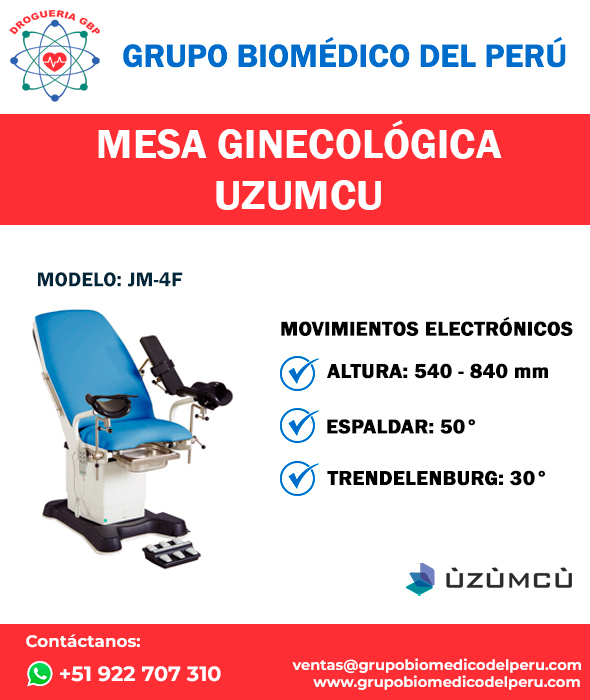 DROGUERIA GBP
GRUPO BIOMÉDICO DEL PERÚ
MESA GINECOLÓGICA
UZUMCU
MODELO: JM-4F
MOVIMIENTOS ELECTRÓNICOS
ALTURA: 540 - 840 mm
ESPALDAR: 50°
TRENDELENBURG: 30°
ÙZÙMCÙ
Contáctanos:
+51 922 707 310
ventas@grupobiomedicodelperu.com
www.grupobiomedicodelperu.com